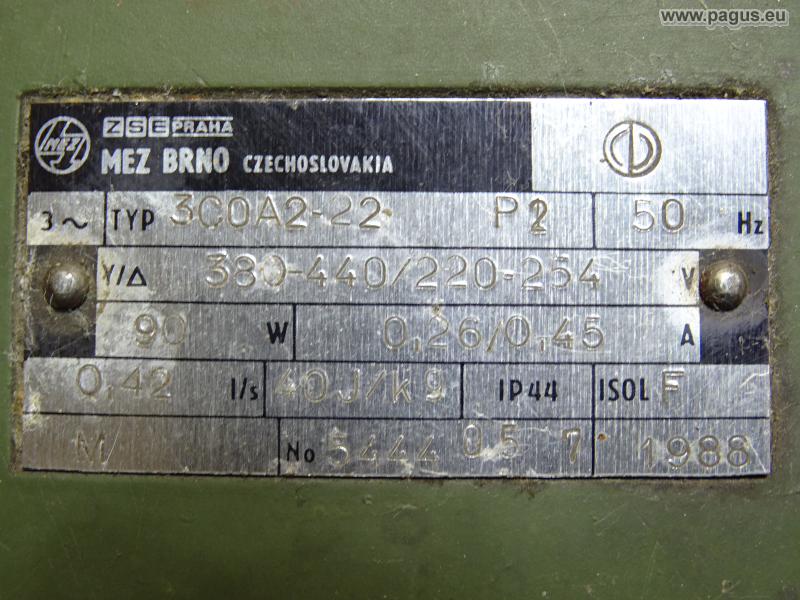 www.pagus.eu
MEZ
ZSE PRAHA
MEZ BRNO CZECHOSLOVAKIA
3~ TYP 3COA2-22 P2 50 Hz
Y/Δ 380-440/220-254 V
90 W 0,26/0,45 A
0,42 l/s 40J/kg IP44 ISOL F
M/ No 5444 05 7 1988